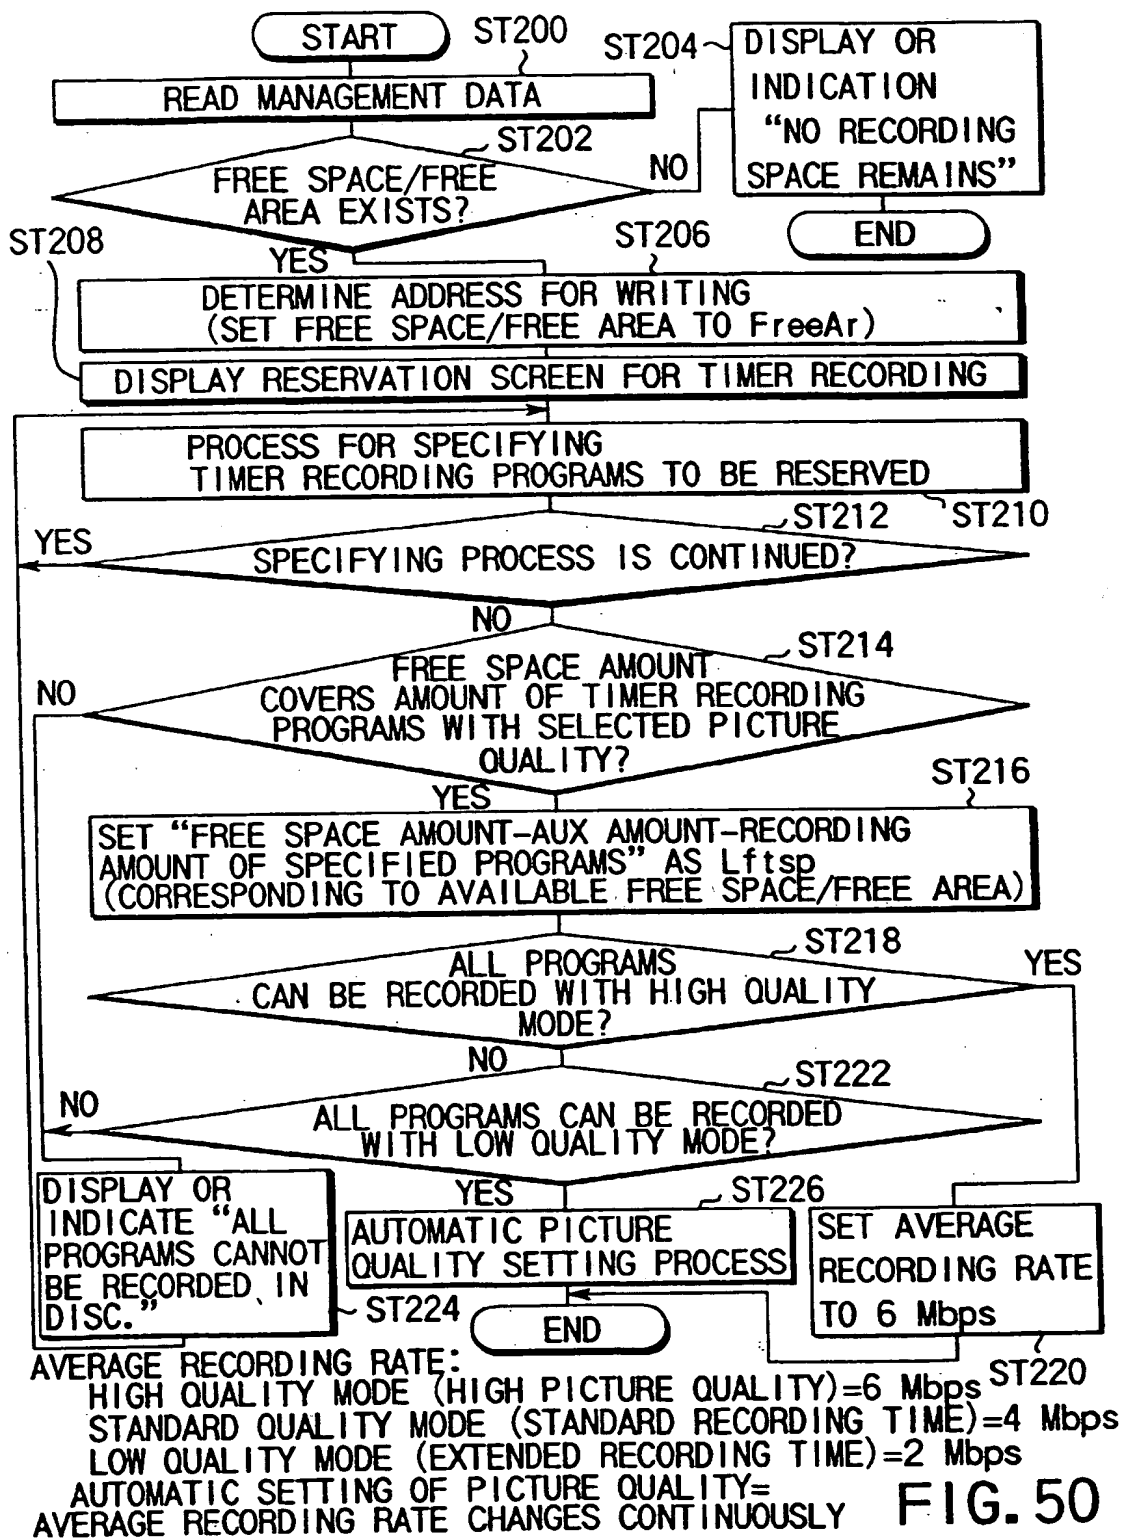 START
ST200
READ MANAGEMENT DATA
ST202
FREE SPACE/FREE
AREA EXISTS?
NO
ST204
DISPLAY OR
INDICATION
“NO RECORDING
SPACE REMAINS”
END
YES
ST206
DETERMINE ADDRESS FOR WRITING
(SET FREE SPACE/FREE AREA TO FreeAr)
ST208
DISPLAY RESERVATION SCREEN FOR TIMER RECORDING
PROCESS FOR SPECIFYING
TIMER RECORDING PROGRAMS TO BE RESERVED
ST210
ST212
YES
SPECIFYING PROCESS IS CONTINUED?
NO
ST214
NO
FREE SPACE AMOUNT
COVERS AMOUNT OF TIMER RECORDING
PROGRAMS WITH SELECTED PICTURE
QUALITY?
YES
ST216
SET “FREE SPACE AMOUNT-AUX AMOUNT-RECORDING
AMOUNT OF SPECIFIED PROGRAMS” AS Lftsp
(CORRESPONDING TO AVAILABLE FREE SPACE/FREE AREA)
ST218
YES
ALL PROGRAMS
CAN BE RECORDED WITH HIGH QUALITY
MODE?
NO
ST222
NO
ALL PROGRAMS CAN BE RECORDED
WITH LOW QUALITY MODE?
YES
DISPLAY OR
INDICATE “ALL
PROGRAMS CANNOT
BE RECORDED IN
DISC.”
ST224
ST226
AUTOMATIC PICTURE
QUALITY SETTING PROCESS
END
SET AVERAGE
RECORDING RATE
TO 6 Mbps
ST220
AVERAGE RECORDING RATE:
HIGH QUALITY MODE (HIGH PICTURE QUALITY)=6 Mbps
STANDARD QUALITY MODE (STANDARD RECORDING TIME)=4 Mbps
LOW QUALITY MODE (EXTENDED RECORDING TIME)=2 Mbps
AUTOMATIC SETTING OF PICTURE QUALITY=
AVERAGE RECORDING RATE CHANGES CONTINUOUSLY
FIG. 50